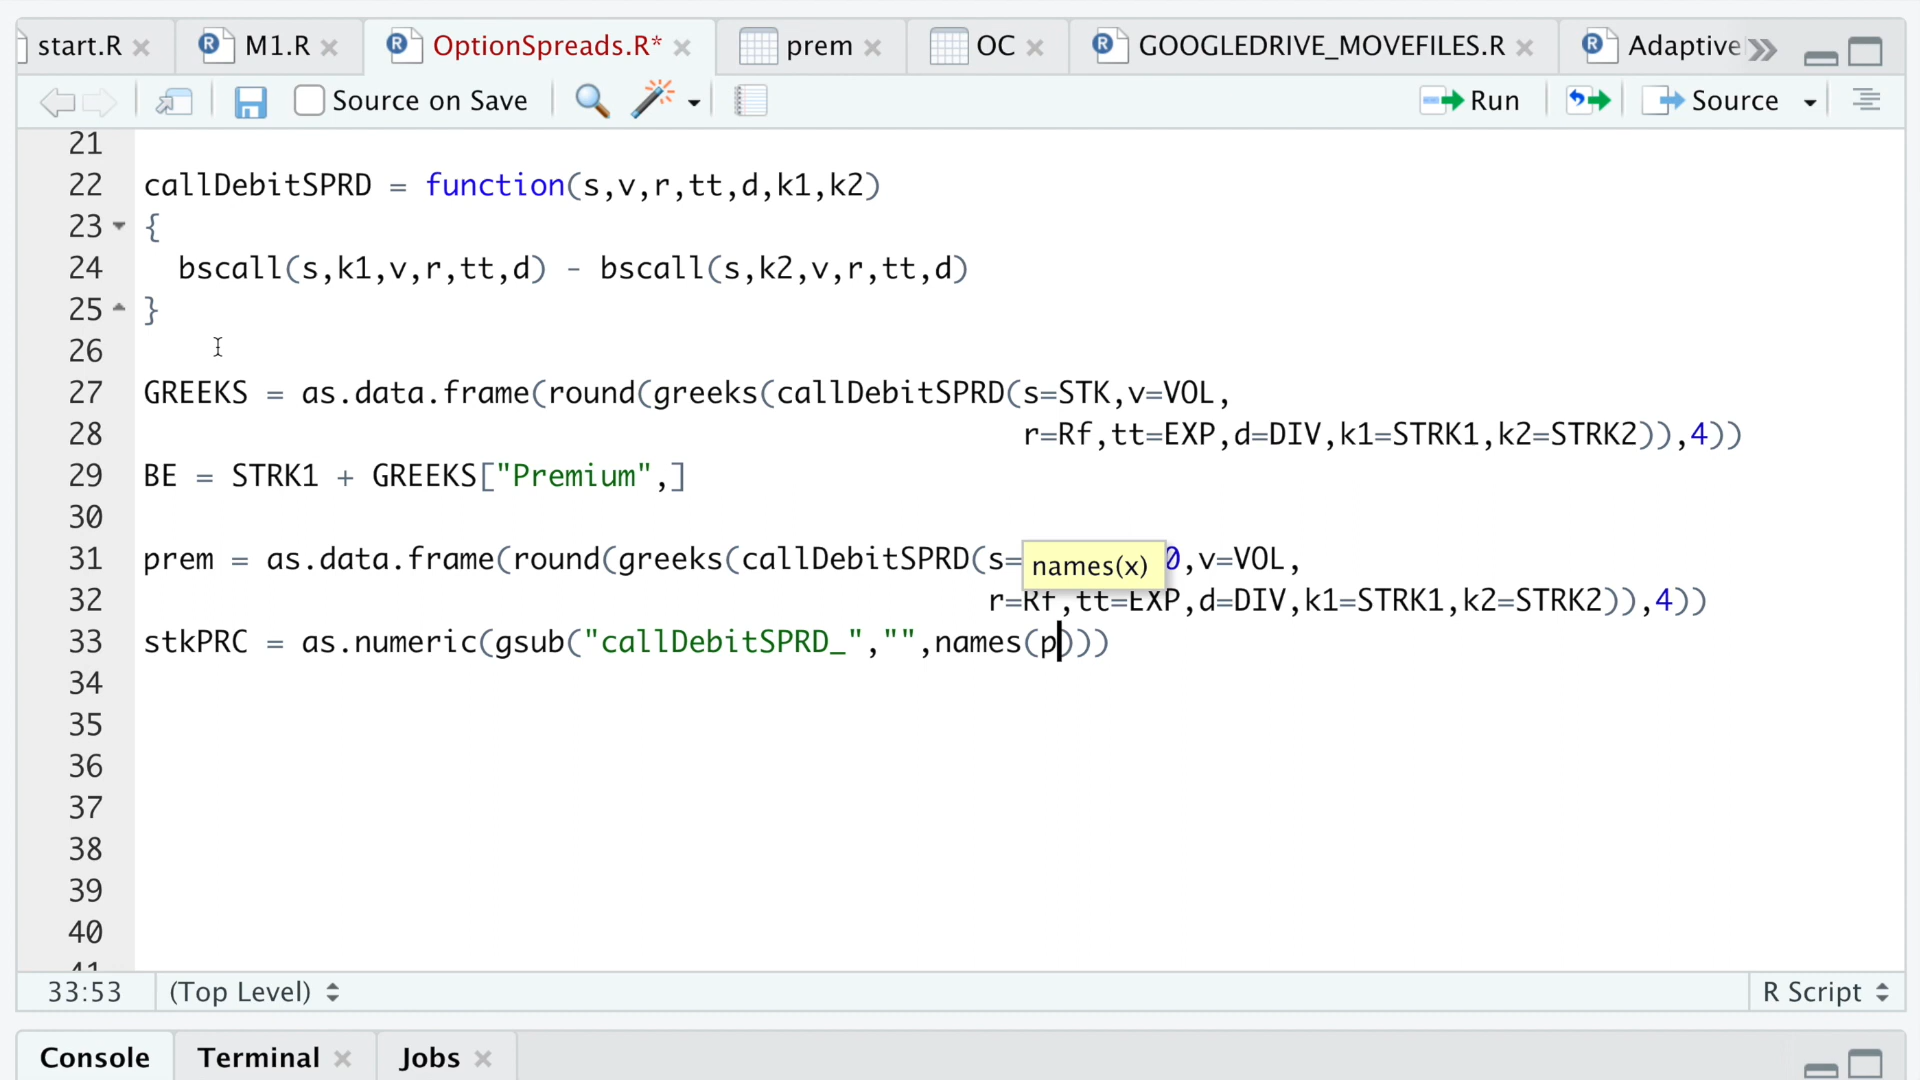 start.R
M1.R
OptionSpreads.R*
prem
OC
GOOGLEDRIVE_MOVEFILES.R
Adaptive
Source on Save
Run
Source
21
22 callDebitSPRD = function(s,v,r,tt,d,k1,k2)
23 {
24 bscall(s,k1,v,r,tt,d) - bscall(s,k2,v,r,tt,d)
25 }
26
27 GREEKS = as.data.frame(round(greeks(callDebitSPRD(s=STK,v=VOL,
28 r=Rf,tt=EXP,d=DIV,k1=STRK1,k2=STRK2)),4))
29 BE = STRK1 + GREEKS["Premium",]
30
31 prem = as.data.frame(round(greeks(callDebitSPRD(s= 0,v=VOL,
names(x)
32 r=Rf,tt=EXP,d=DIV,k1=STRK1,k2=STRK2)),4))
33 stkPRC = as.numeric(gsub("callDebitSPRD_","",names(p)))
34
35
36
37
38
39
40
41
33:53
(Top Level)
R Script
Console
Terminal
Jobs